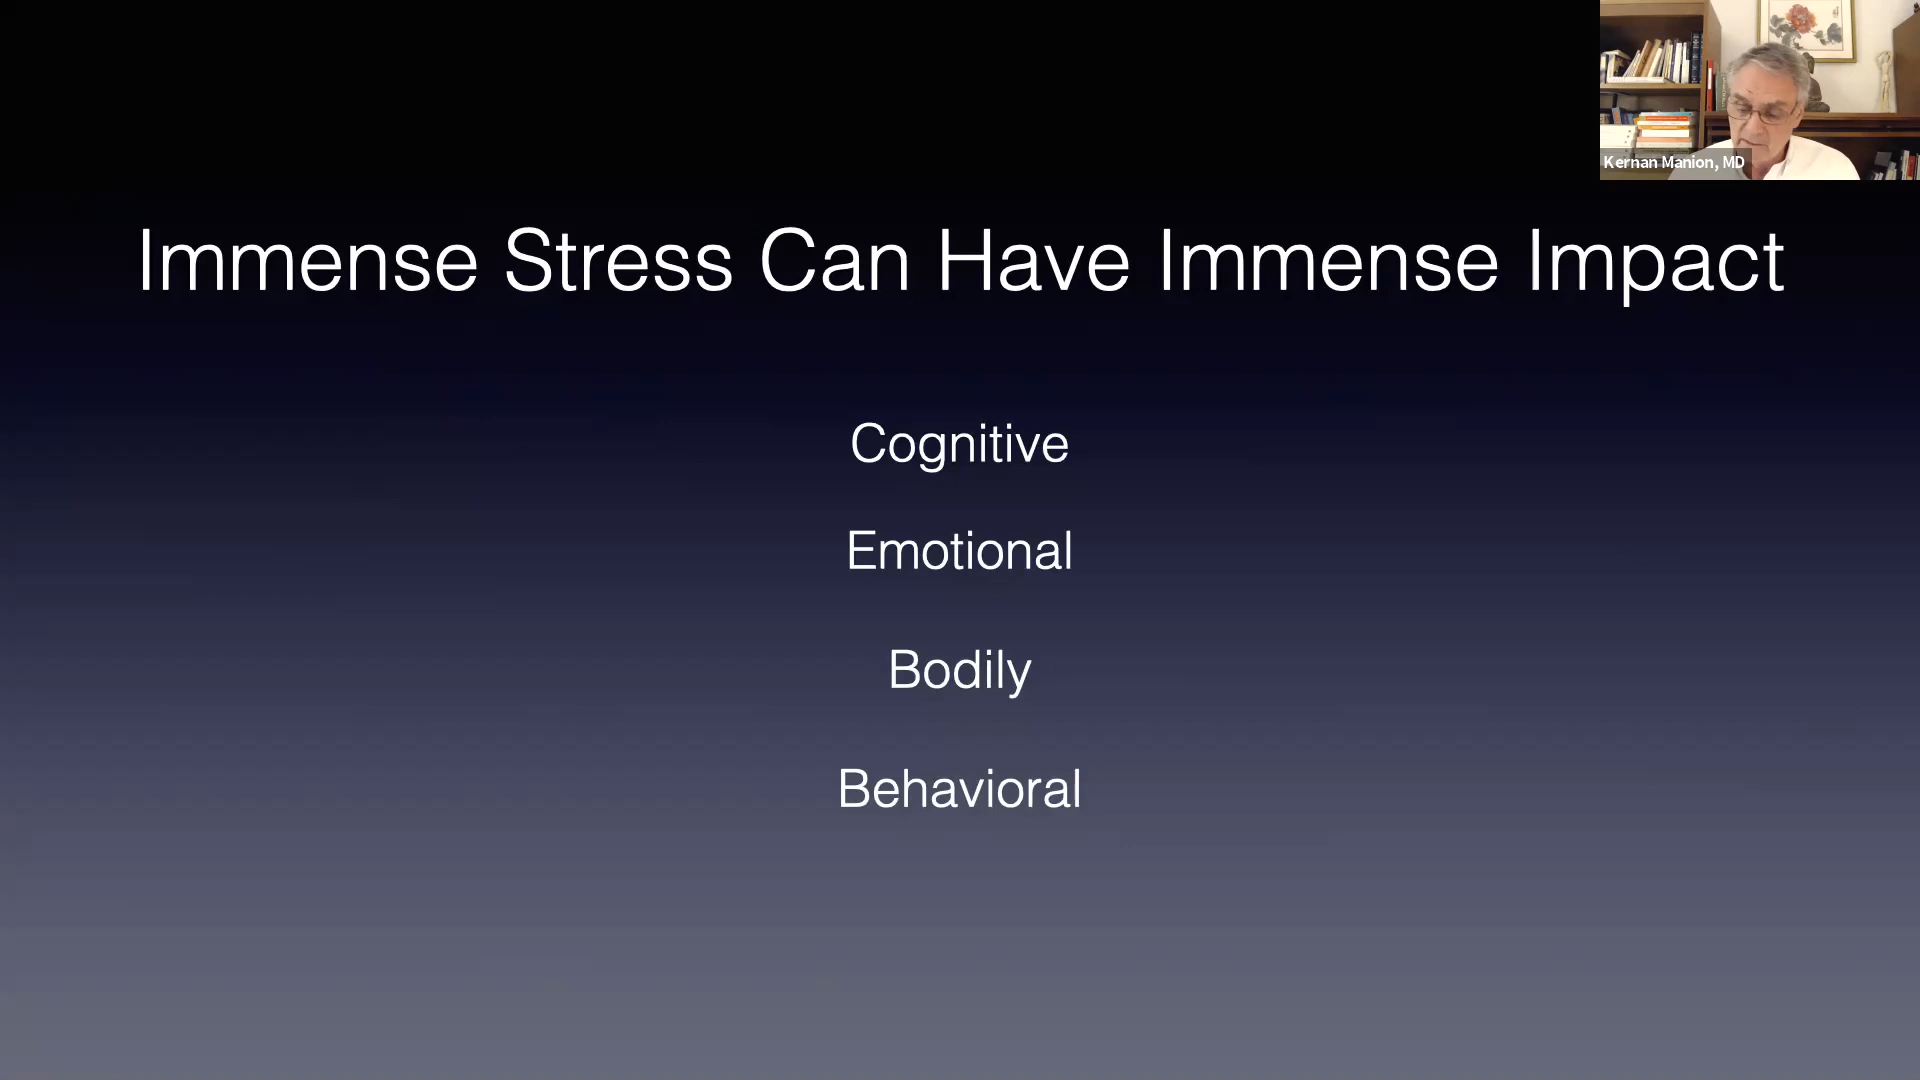 Kernan Manion, MD
Immense Stress Can Have Immense Impact
Cognitive
Emotional
Bodily
Behavioral